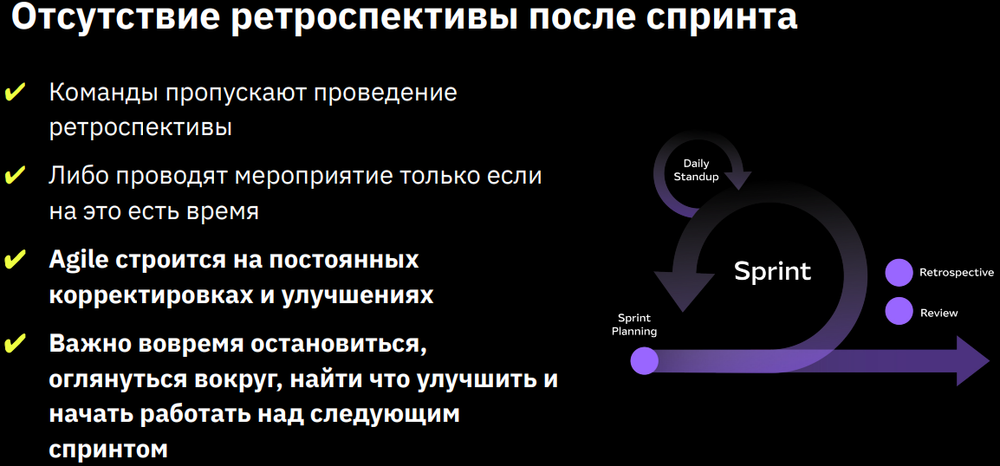 Отсутствие ретроспективы после спринта
Команды пропускают проведение
ретроспективы
Либо проводят мероприятие только если
на это есть время
Agile строится на постоянных
корректировках и улучшениях
Важно вовремя остановиться,
оглянуться вокруг, найти что улучшить и
начать работать над следующим
спринтом
Daily
Standup
Sprint
Retrospective
Review
Sprint
Planning